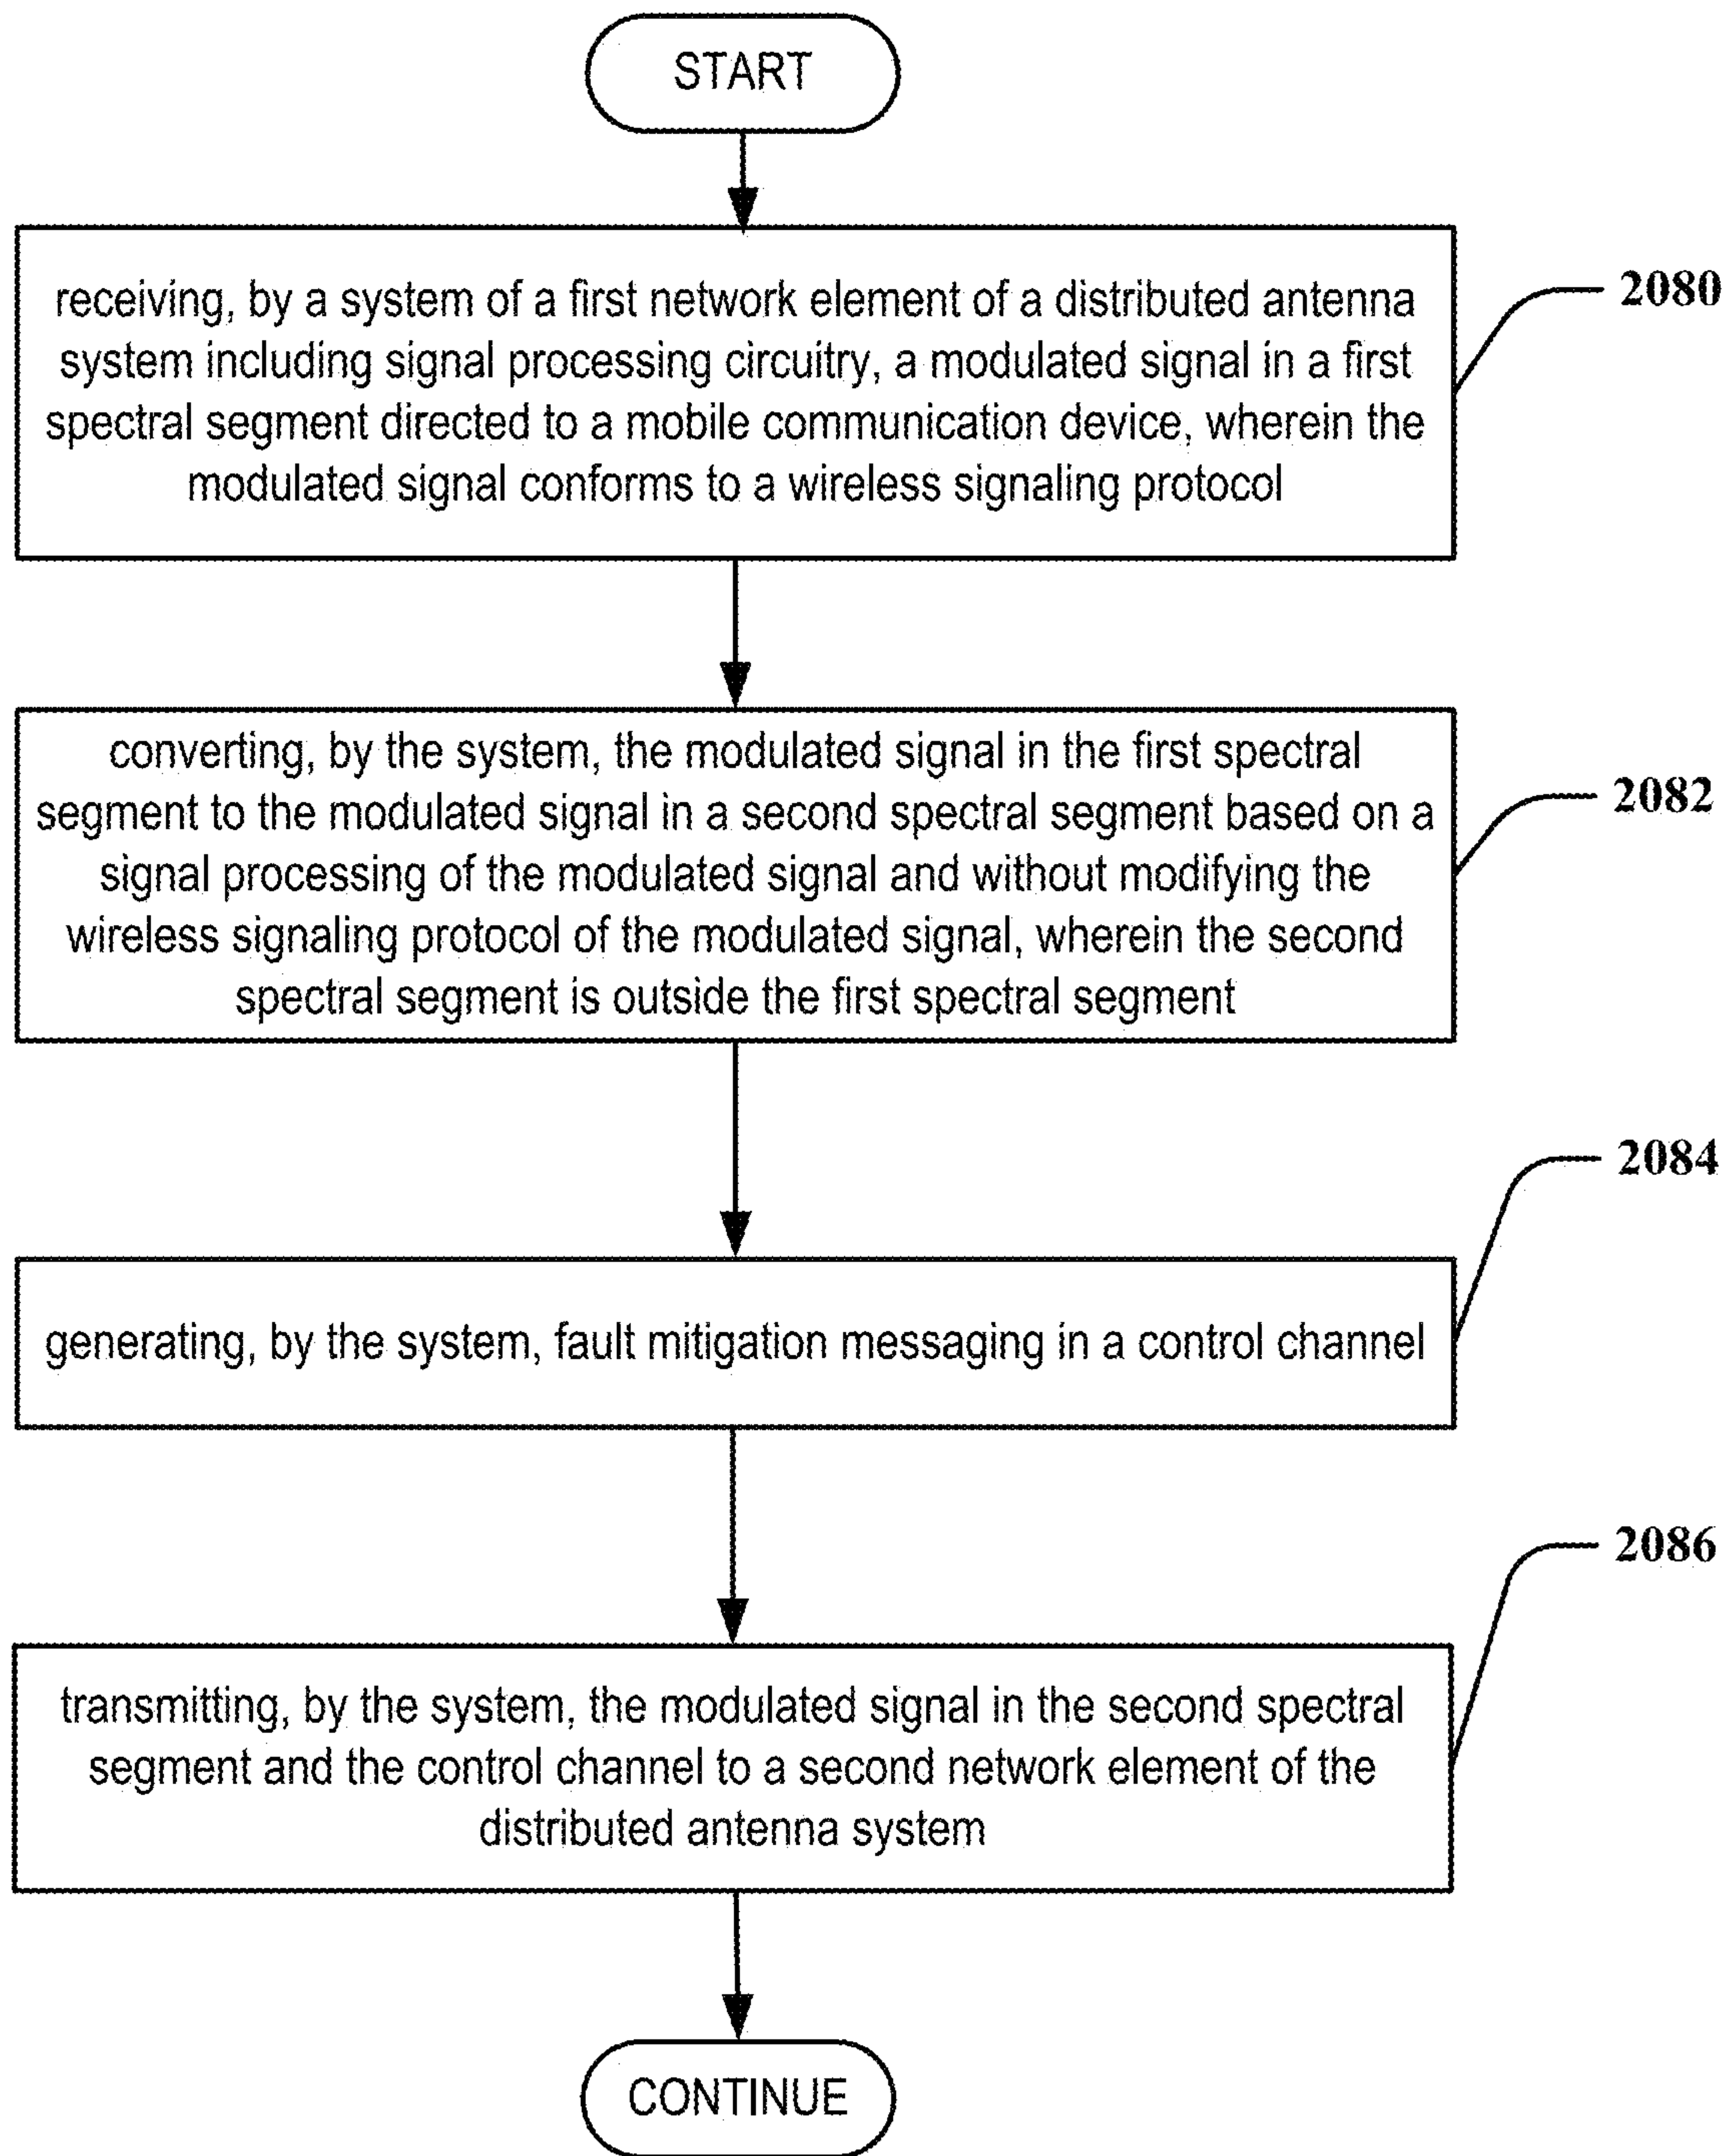 START
receiving, by a system of a first network element of a distributed antenna
system including signal processing circuitry, a modulated signal in a first
spectral segment directed to a mobile communication device, wherein the
modulated signal conforms to a wireless signaling protocol
2080
converting, by the system, the modulated signal in the first spectral
segment to the modulated signal in a second spectral segment based on a
signal processing of the modulated signal and without modifying the
wireless signaling protocol of the modulated signal, wherein the second
spectral segment is outside the first spectral segment
2082
generating, by the system, fault mitigation messaging in a control channel
2084
transmitting, by the system, the modulated signal in the second spectral
segment and the control channel to a second network element of the
distributed antenna system
2086
CONTINUE